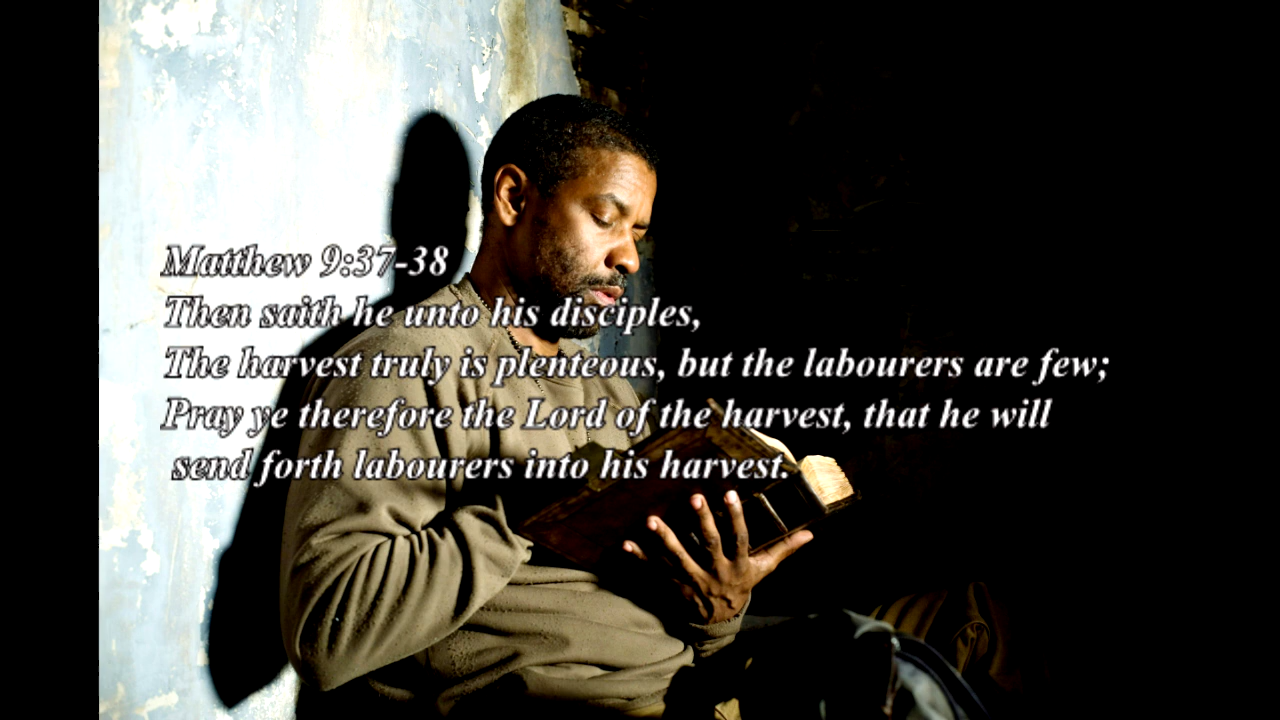 Matthew 9:37-38
Then saith he unto his disciples,
The harvest truly is plenteous, but the labourers are few;
Pray ye therefore the Lord of the harvest, that he will
send forth labourers into his harvest.